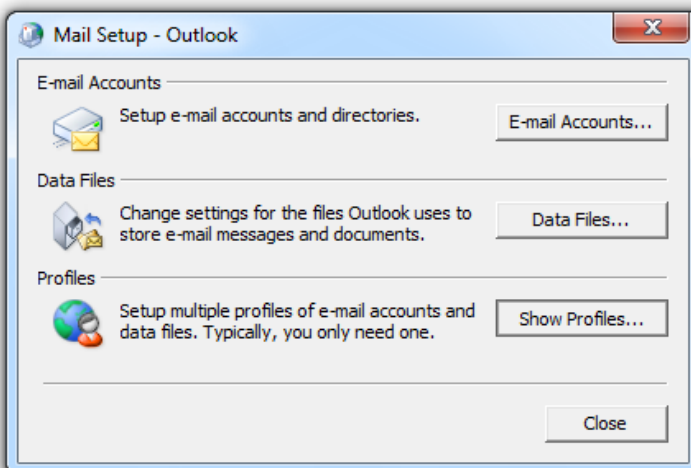 Mail Setup - Outlook
E-mail Accounts
Setup e-mail accounts and directories.
E-mail Accounts...
Data Files
Change settings for the files Outlook uses to
store e-mail messages and documents.
Data Files...
Profiles
Setup multiple profiles of e-mail accounts and
data files. Typically, you only need one.
Show Profiles...
Close